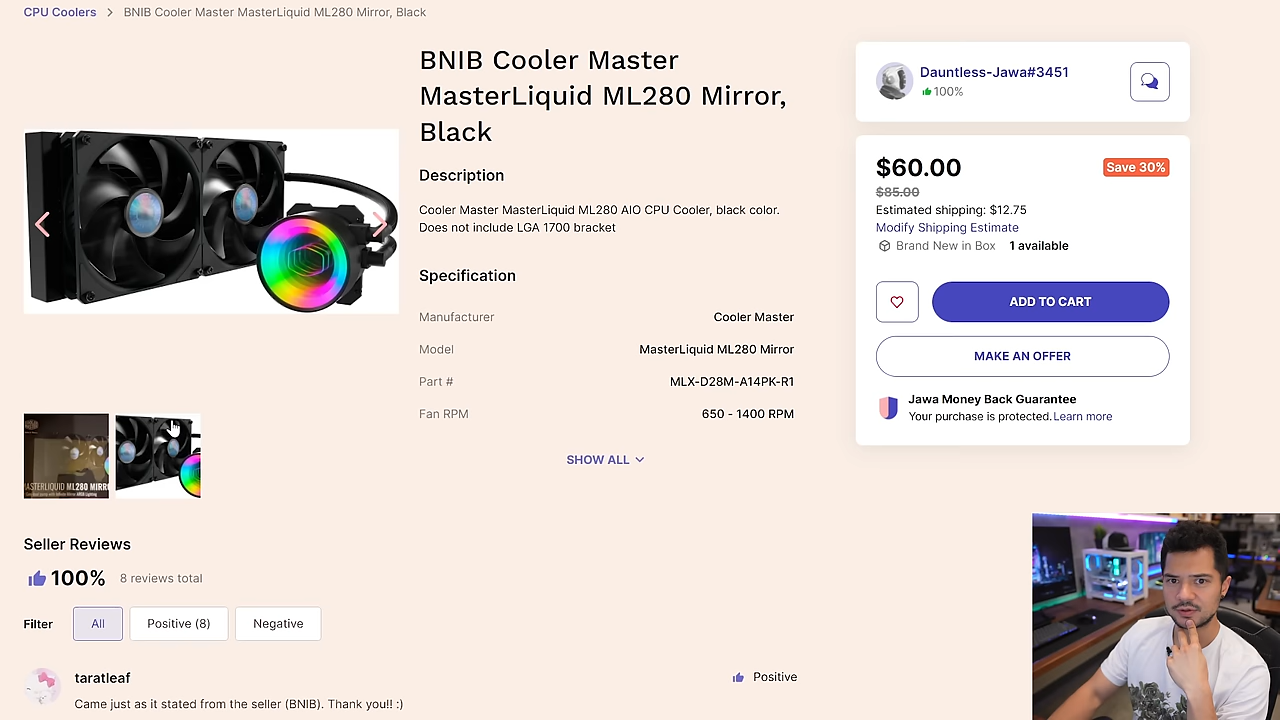 CPU Coolers > BNIB Cooler Master MasterLiquid ML280 Mirror, Black
BNIB Cooler Master
MasterLiquid ML280 Mirror,
Black
Description
Cooler Master MasterLiquid ML280 AIO CPU Cooler, black color.
Does not include LGA 1700 bracket
Specification
Manufacturer Cooler Master
Model MasterLiquid ML280 Mirror
Part # MLX-D28M-A14PK-R1
Fan RPM 650 - 1400 RPM
SHOW ALL
Dauntless-Jawa#3451
100%
$60.00 Save 30%
$85.00
Estimated shipping: $12.75
Modify Shipping Estimate
Brand New in Box 1 available
ADD TO CART
MAKE AN OFFER
Jawa Money Back Guarantee
Your purchase is protected. Learn more
ASTERLIQUID ML280 MIRR
Seller Reviews
100% 8 reviews total
Filter All Positive (8) Negative
taratleaf Positive
Came just as it stated from the seller (BNIB). Thank you!! :)